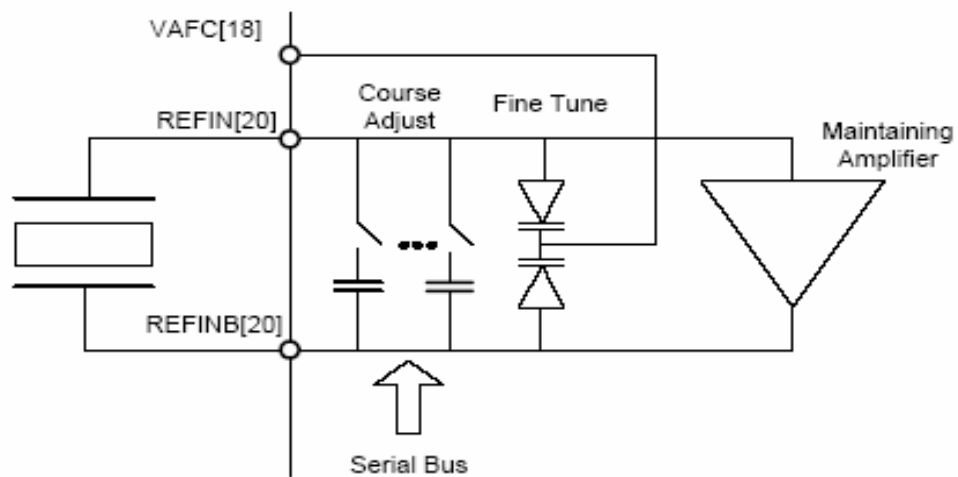 VAFC[18]
REFIN[20]
Course
Adjust
Fine Tune
Maintaining
Amplifier
REFINB[20]
Serial Bus